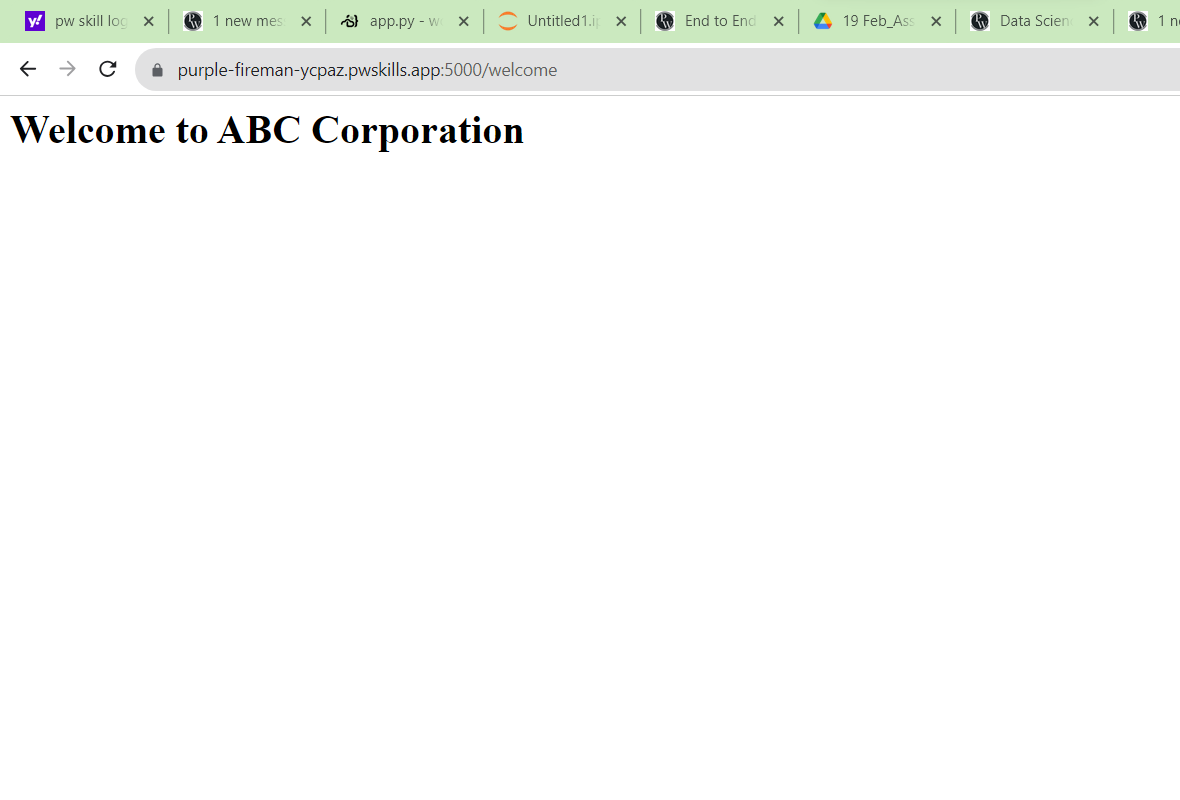 pw skill log 1 new mes app.py - w Untitled1.i End to End 19 Feb_Ass Data Scien 1 n
purple-fireman-ycpaz.pwskills.app:5000/welcome
Welcome to ABC Corporation